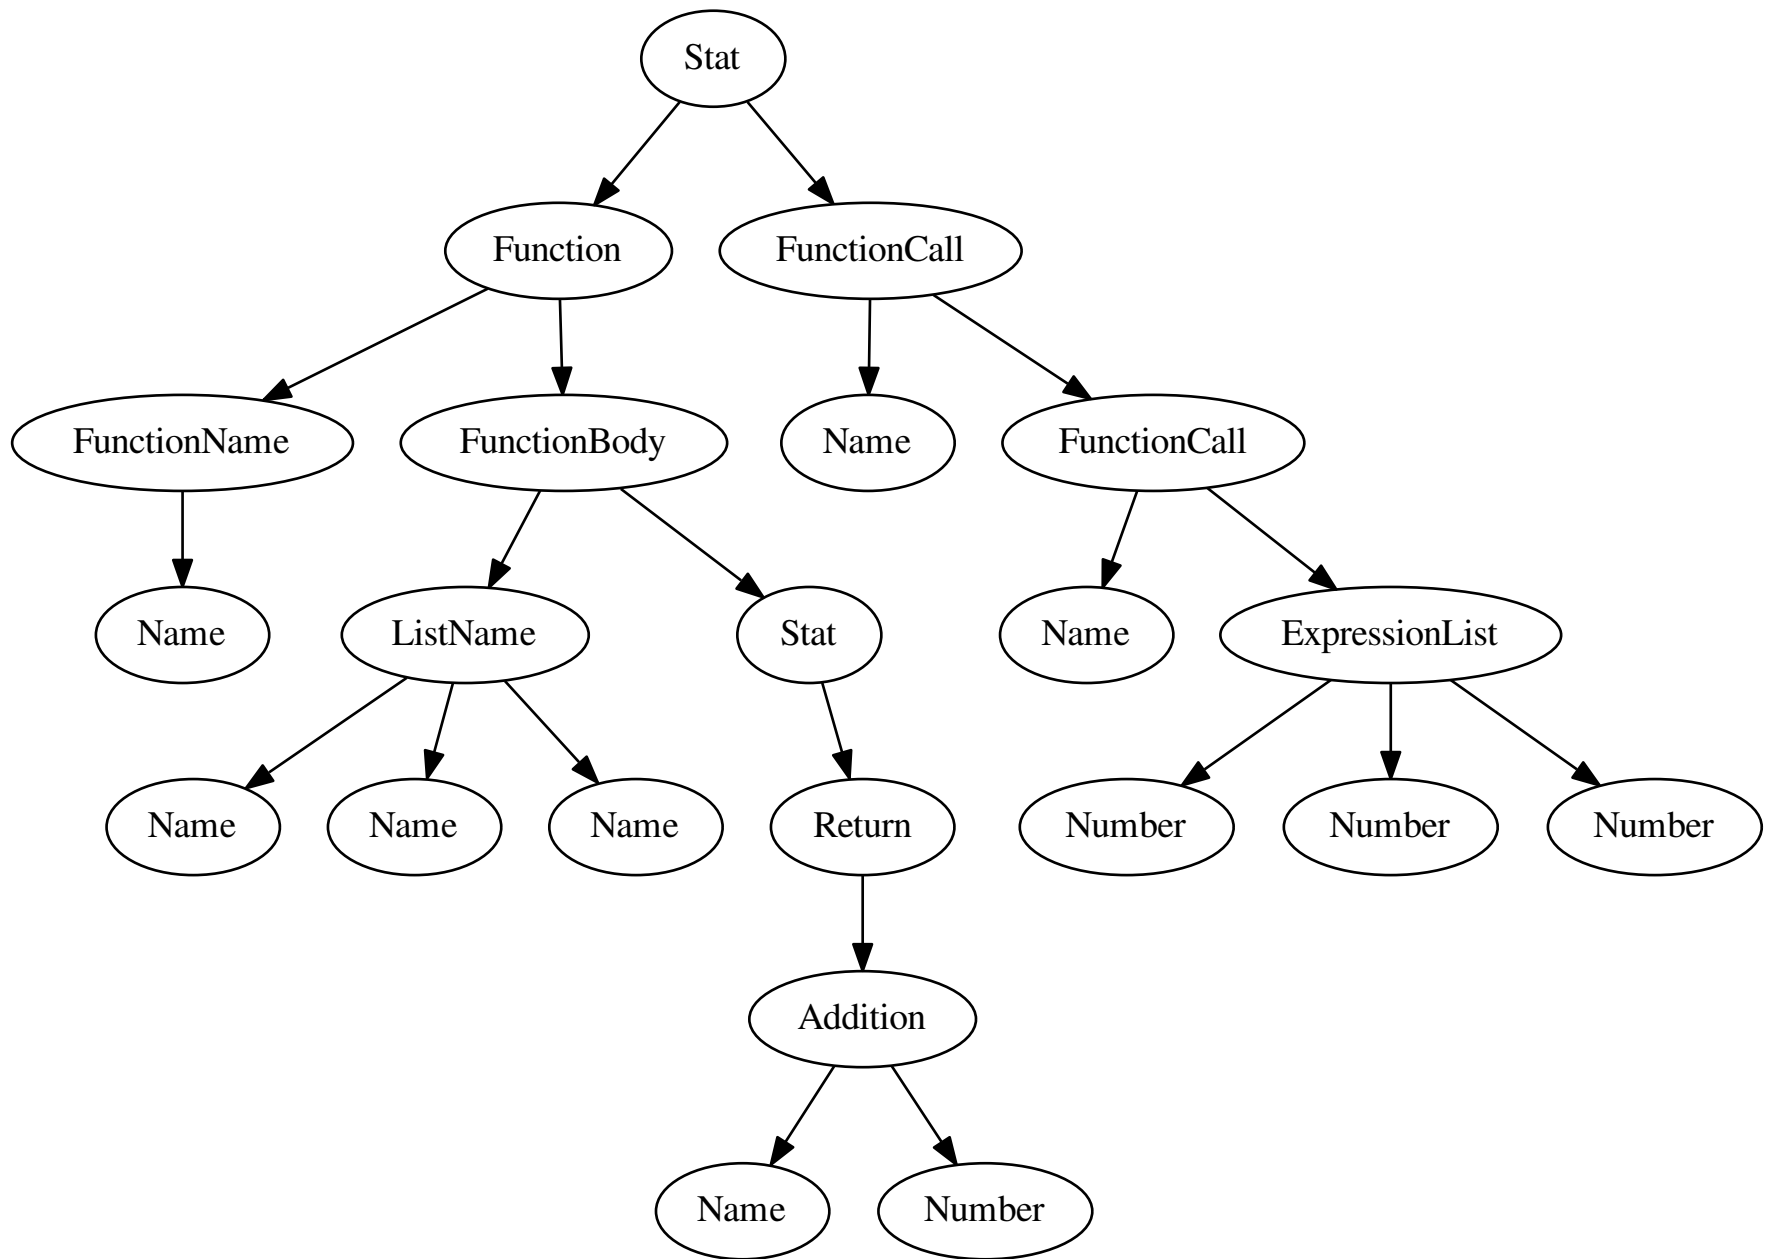 Stat
Function
FunctionCall
FunctionName
FunctionBody
Name
FunctionCall
Name
ListName
Stat
Name
ExpressionList
Name
Name
Name
Return
Number
Number
Number
Addition
Name
Number